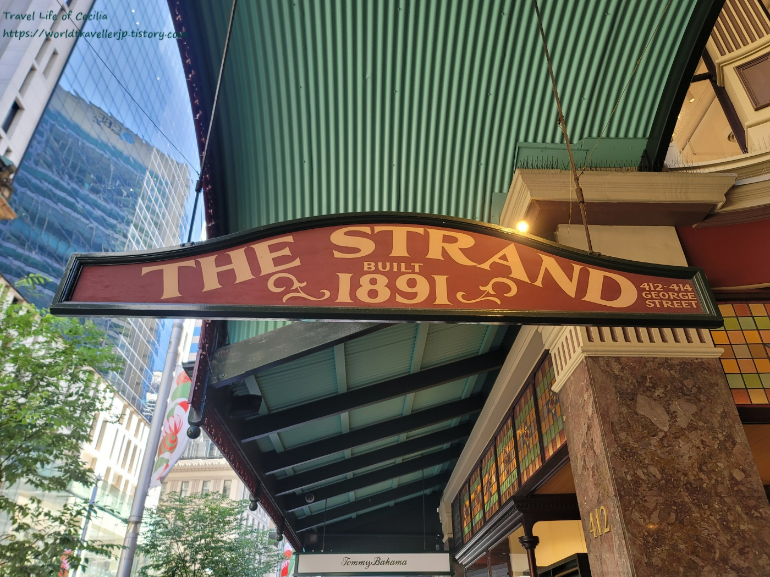 Travel Life of Cecilia
https://worldtravellerjp.tistory.com
THE STRAND
BUILT
1891
412-414
GEORGE
STREET
412
Tommy Bahama